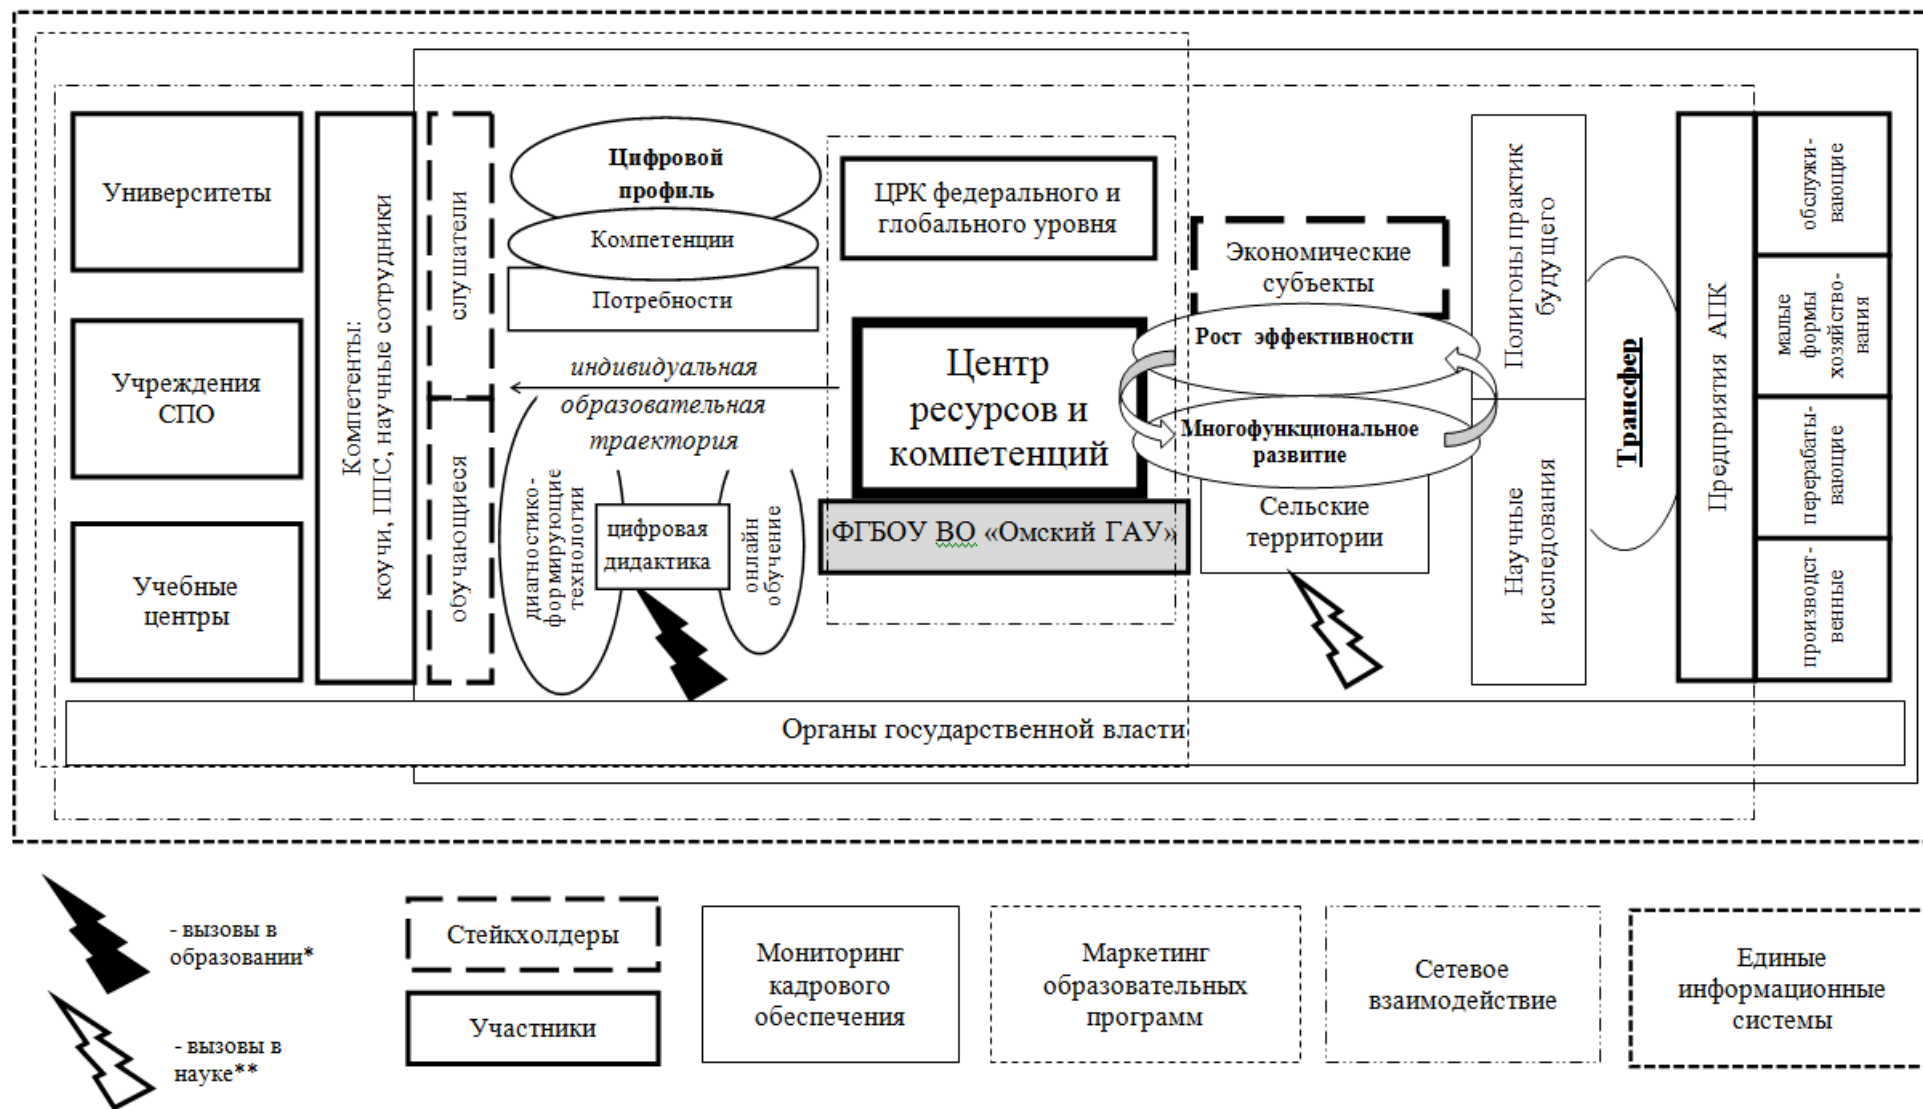 Университеты
Учреждения
СПО
Учебные
центры
Компетенты:
коучи, ППС, научные сотрудники
слушатели
обучающиеся
Цифровой
профиль
Компетенции
Потребности
индивидуальная
образовательная
траектория
диагностико-
формирующие
технологии
цифровая
дидактика
онлайн
обучение
ЦРК федерального и
глобального уровня
Центр
ресурсов и
компетенций
ФГБОУ ВО «Омский ГАУ»
Экономические
субъекты
Рост эффективности
Многофункциональное
развитие
Сельские
территории
Полигоны практик
будущего
Научные
исследования
Трансфер
Предприятия АПК
обслужи-
вающие
малые
формы
хозяйство-
вания
перерабаты-
вающие
производст-
венные
Органы государственной власти
- вызовы в
образовании*
- вызовы в
науке**
Стейкхолдеры
Участники
Мониторинг
кадрового
обеспечения
Маркетинг
образовательных
программ
Сетевое
взаимодействие
Единые
информационные
системы